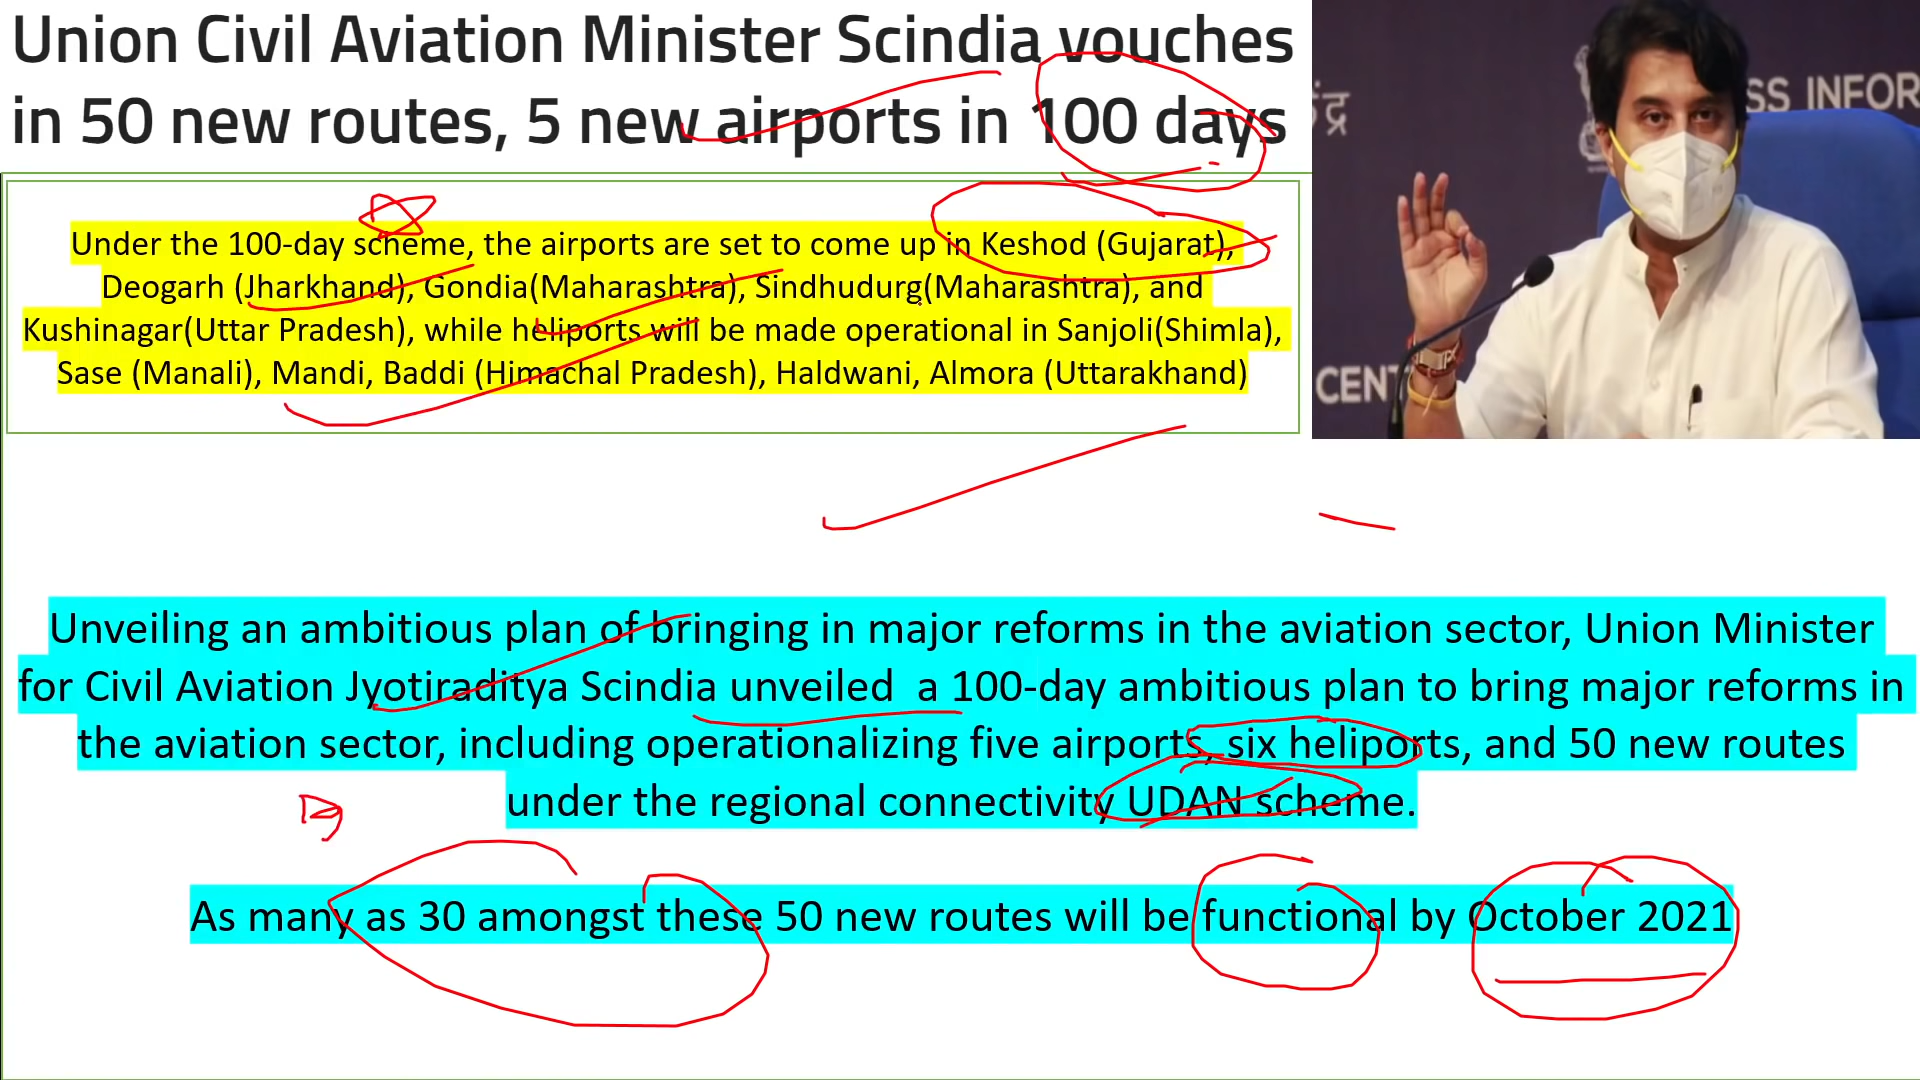 Union Civil Aviation Minister Scindia vouches
in 50 new routes, 5 new airports in 100 days
SS INFOR
CENT
Under the 100-day scheme, the airports are set to come up in Keshod (Gujarat),
Deogarh (Jharkhand), Gondia(Maharashtra), Sindhudurg(Maharashtra), and
Kushinagar(Uttar Pradesh), while heliports will be made operational in Sanjoli(Shimla),
Sase (Manali), Mandi, Baddi (Himachal Pradesh), Haldwani, Almora (Uttarakhand)
Unveiling an ambitious plan of bringing in major reforms in the aviation sector, Union Minister
for Civil Aviation Jyotiraditya Scindia unveiled a 100-day ambitious plan to bring major reforms in
the aviation sector, including operationalizing five airports, six heliports, and 50 new routes
under the regional connectivity UDAN scheme.
As many as 30 amongst these 50 new routes will be functional by October 2021